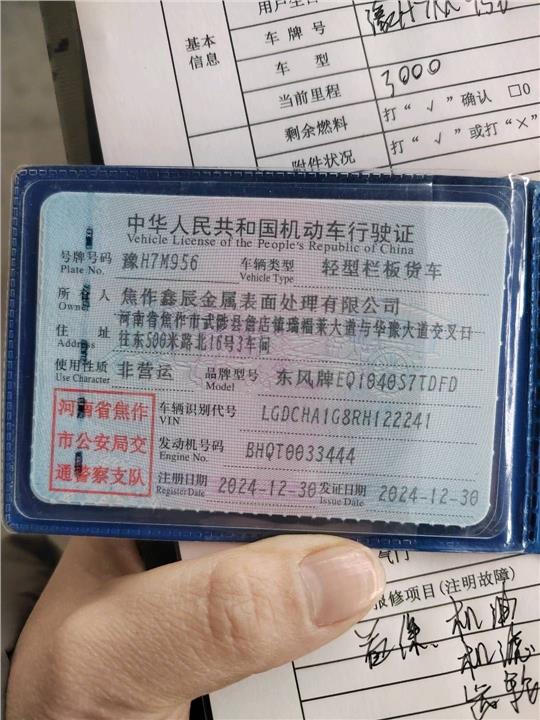 基本
信息
车牌号
车型
当前里程
3000
剩余燃料
打“√”确认 □0
附件状况
打“√”或打“×”
中华人民共和国机动车行驶证
Vehicle License of the People's Republic of China
号牌号码 豫H7M956 车辆类型 轻型栏板货车
Plate No. Vehicle Type
所有人 焦作鑫辰金属表面处理有限公司
Owner
住址 河南省焦作市武陟县詹店镇瑞福莱大道与华豫大道交叉口
Address 往东500米路北16号3车间
使用性质 非营运 品牌型号 东风牌EQ1040S7TDFD
Use Character Model
河南省焦作
市公安局交
通警察支队
车辆识别代号 LGDCHA1G8RH122241
VIN
发动机号码 BHQT0033444
Engine No.
注册日期 2024-12-30 发证日期 2024-12-30
Register Date Issue Date
报修项目(注明故障)
机油
机滤